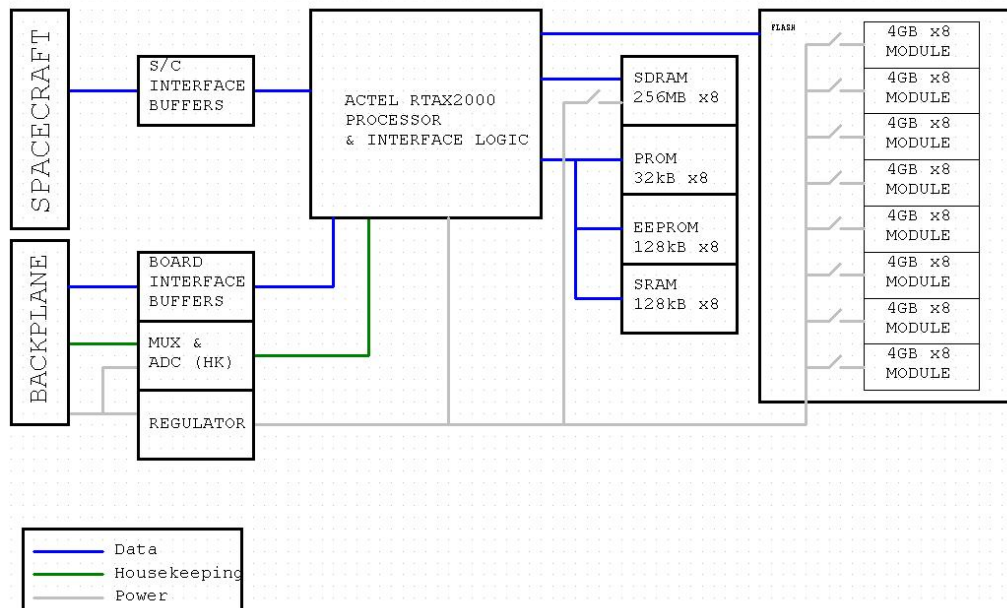 SPACECRAFT
S/C
INTERFACE
BUFFERS
ACTEL RTAX2000
PROCESSOR
& INTERFACE LOGIC
SDRAM
256MB x8
PROM
32kB x8
EEPROM
128kB x8
SRAM
128kB x8
FLASH
4GB x8
MODULE
4GB x8
MODULE
4GB x8
MODULE
4GB x8
MODULE
4GB x8
MODULE
4GB x8
MODULE
4GB x8
MODULE
4GB x8
MODULE
BACKPLANE
BOARD
INTERFACE
BUFFERS
MUX &
ADC (HK)
REGULATOR
Data
Housekeeping
Power